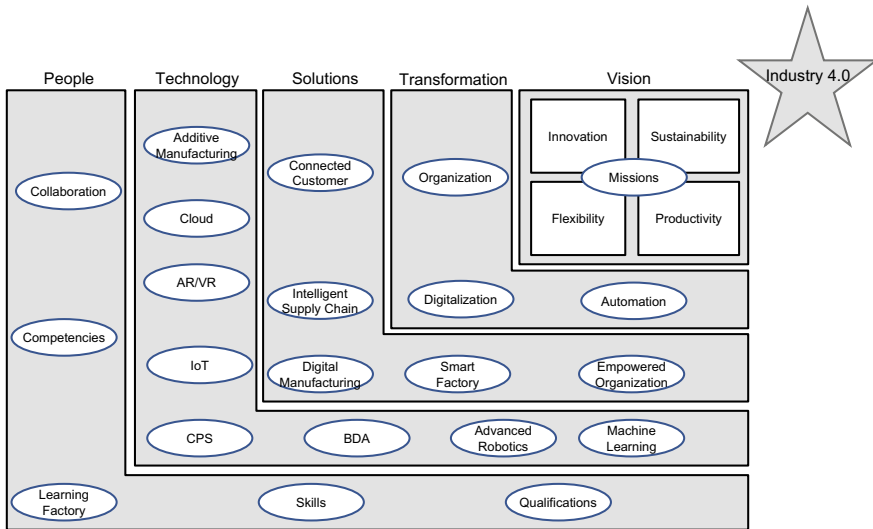 Industry 4.0
People
Technology
Solutions
Transformation
Vision
Collaboration
Competencies
Learning
Factory
Skills
Qualifications
Additive
Manufacturing
Cloud
AR/VR
IoT
CPS
BDA
Advanced
Robotics
Machine
Learning
Connected
Customer
Intelligent
Supply Chain
Digital
Manufacturing
Smart
Factory
Empowered
Organization
Organization
Digitalization
Automation
Innovation
Sustainability
Missions
Flexibility
Productivity